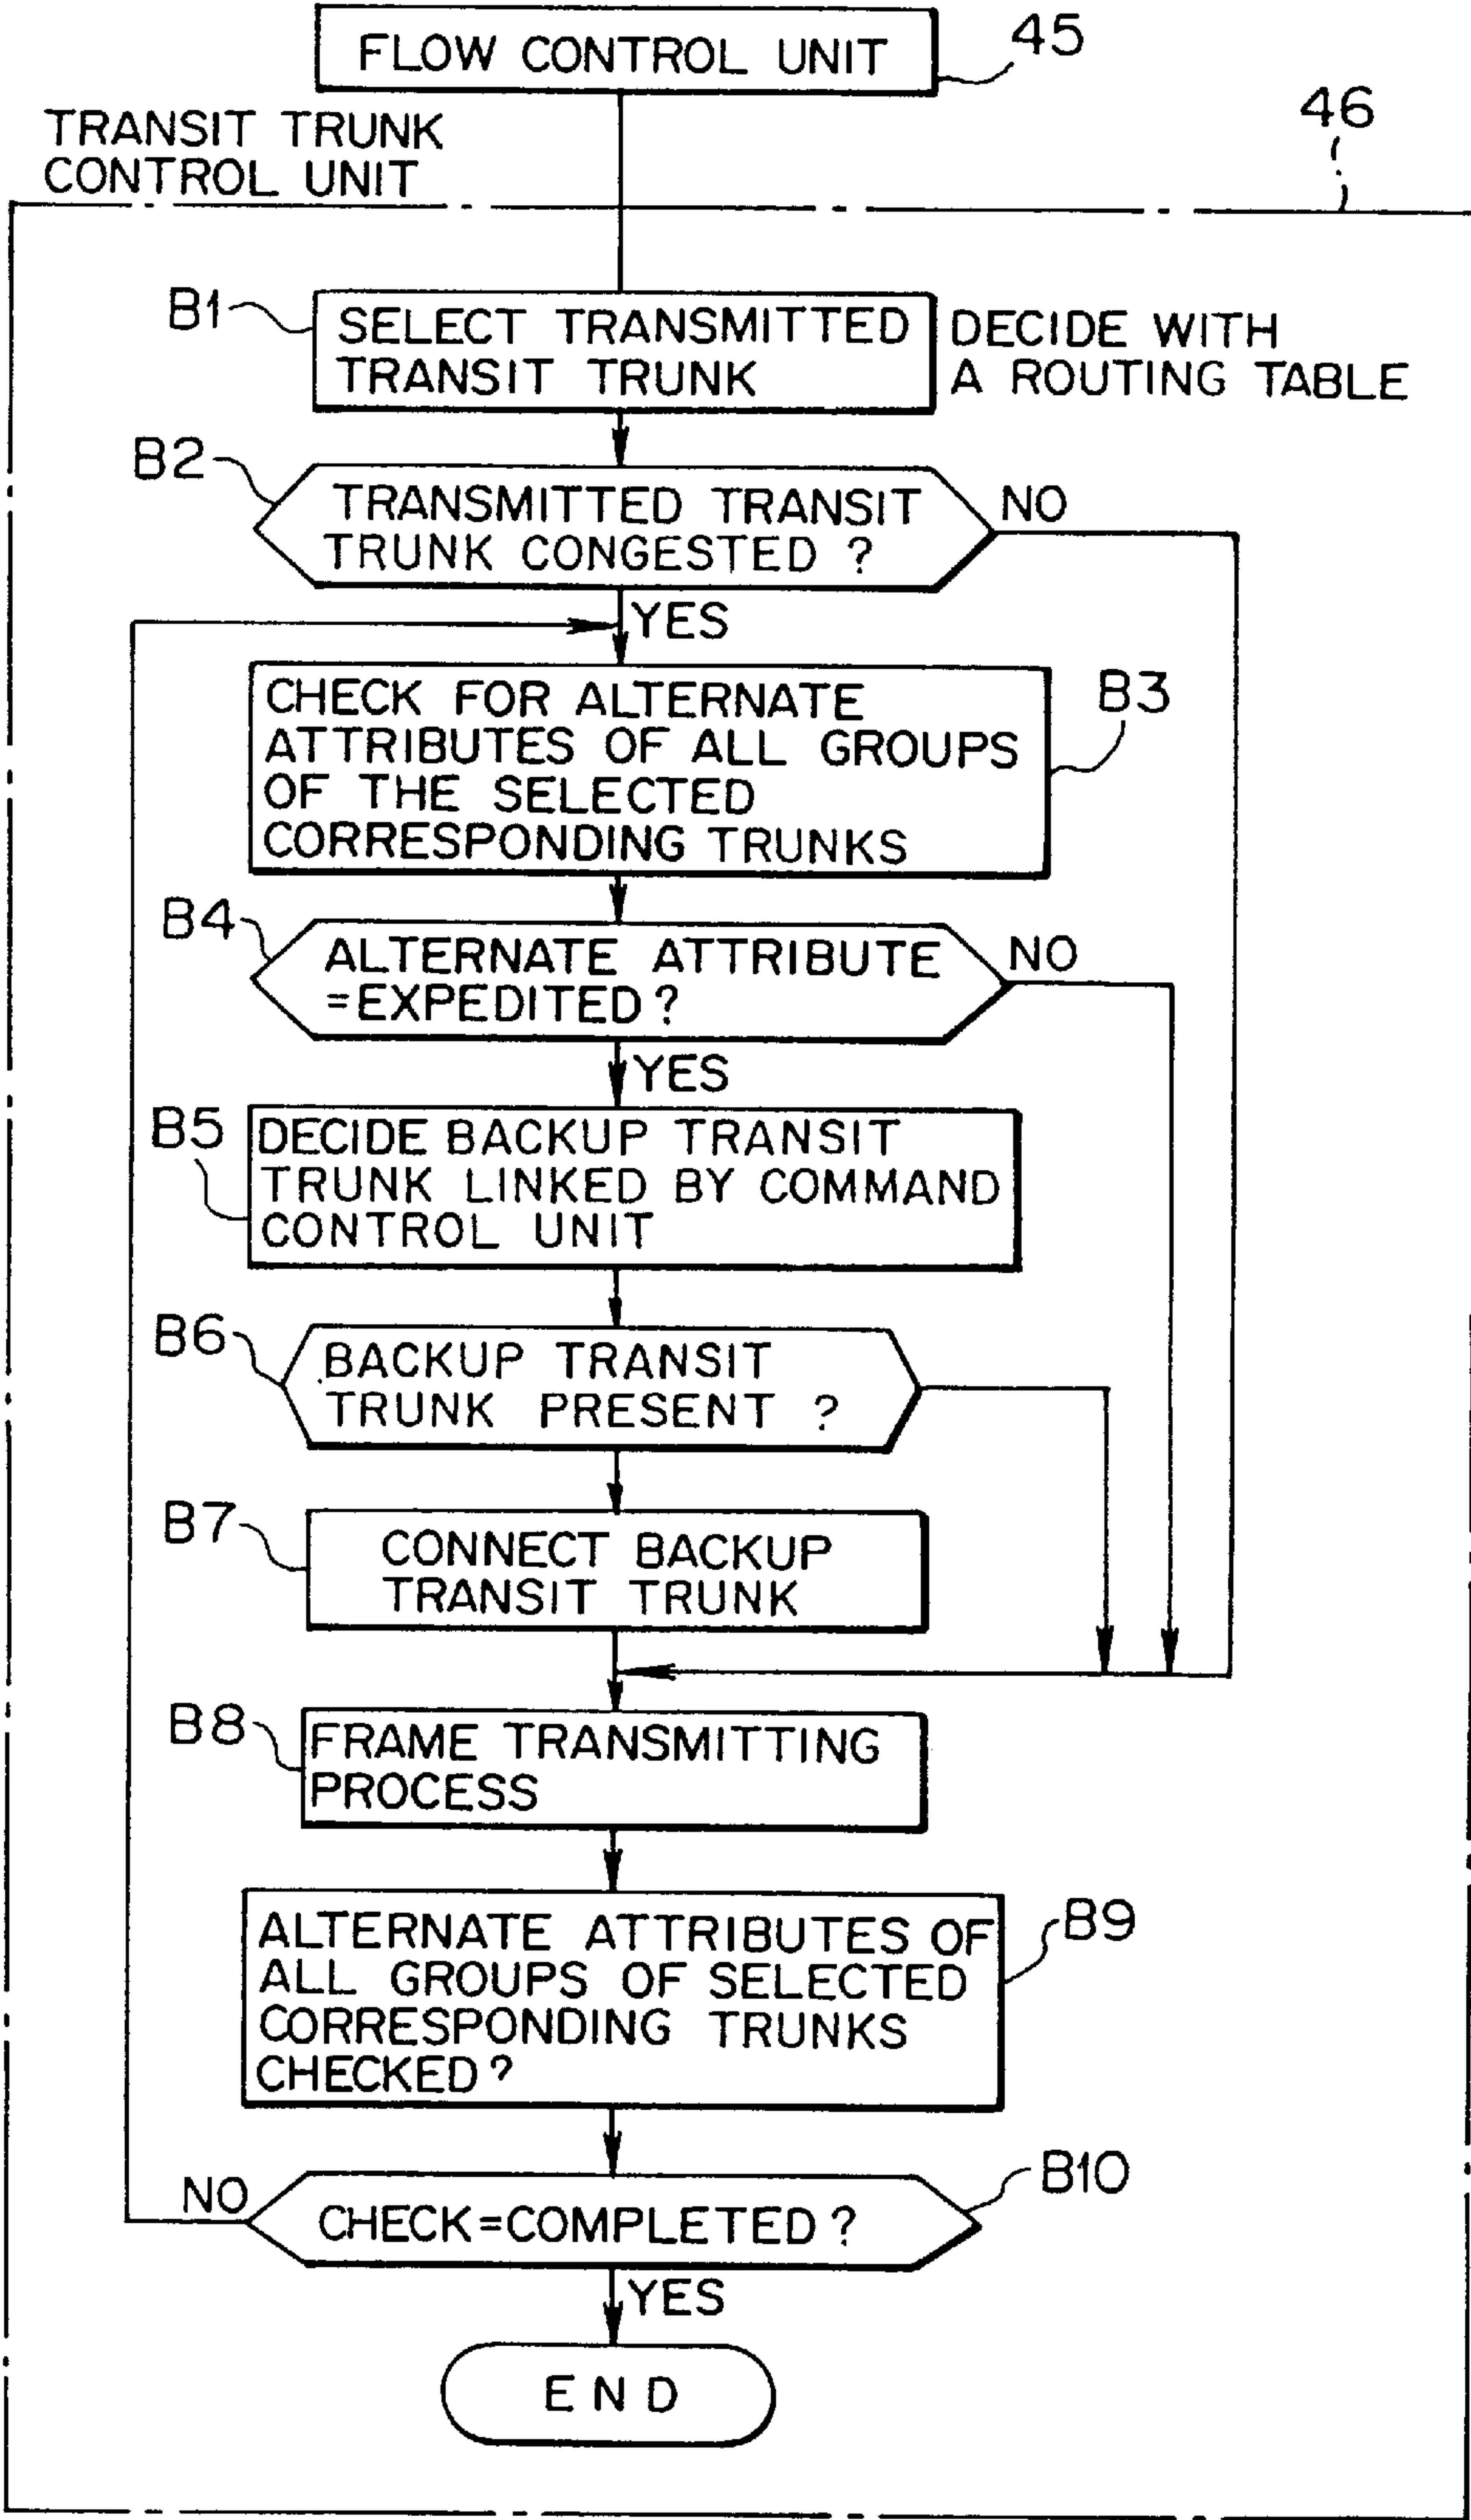 FLOW CONTROL UNIT
45
TRANSIT TRUNK
CONTROL UNIT
46
B1
SELECT TRANSMITTED
TRANSIT TRUNK
DECIDE WITH
A ROUTING TABLE
B2
TRANSMITTED TRANSIT
TRUNK CONGESTED ?
NO
YES
CHECK FOR ALTERNATE
ATTRIBUTES OF ALL GROUPS
OF THE SELECTED
CORRESPONDING TRUNKS
B3
B4
ALTERNATE ATTRIBUTE
=EXPEDITED ?
NO
YES
B5
DECIDE BACKUP TRANSIT
TRUNK LINKED BY COMMAND
CONTROL UNIT
B6
BACKUP TRANSIT
TRUNK PRESENT ?
B7
CONNECT BACKUP
TRANSIT TRUNK
B8
FRAME TRANSMITTING
PROCESS
ALTERNATE ATTRIBUTES OF
ALL GROUPS OF SELECTED
CORRESPONDING TRUNKS
CHECKED ?
B9
NO
CHECK=COMPLETED ?
B10
YES
END